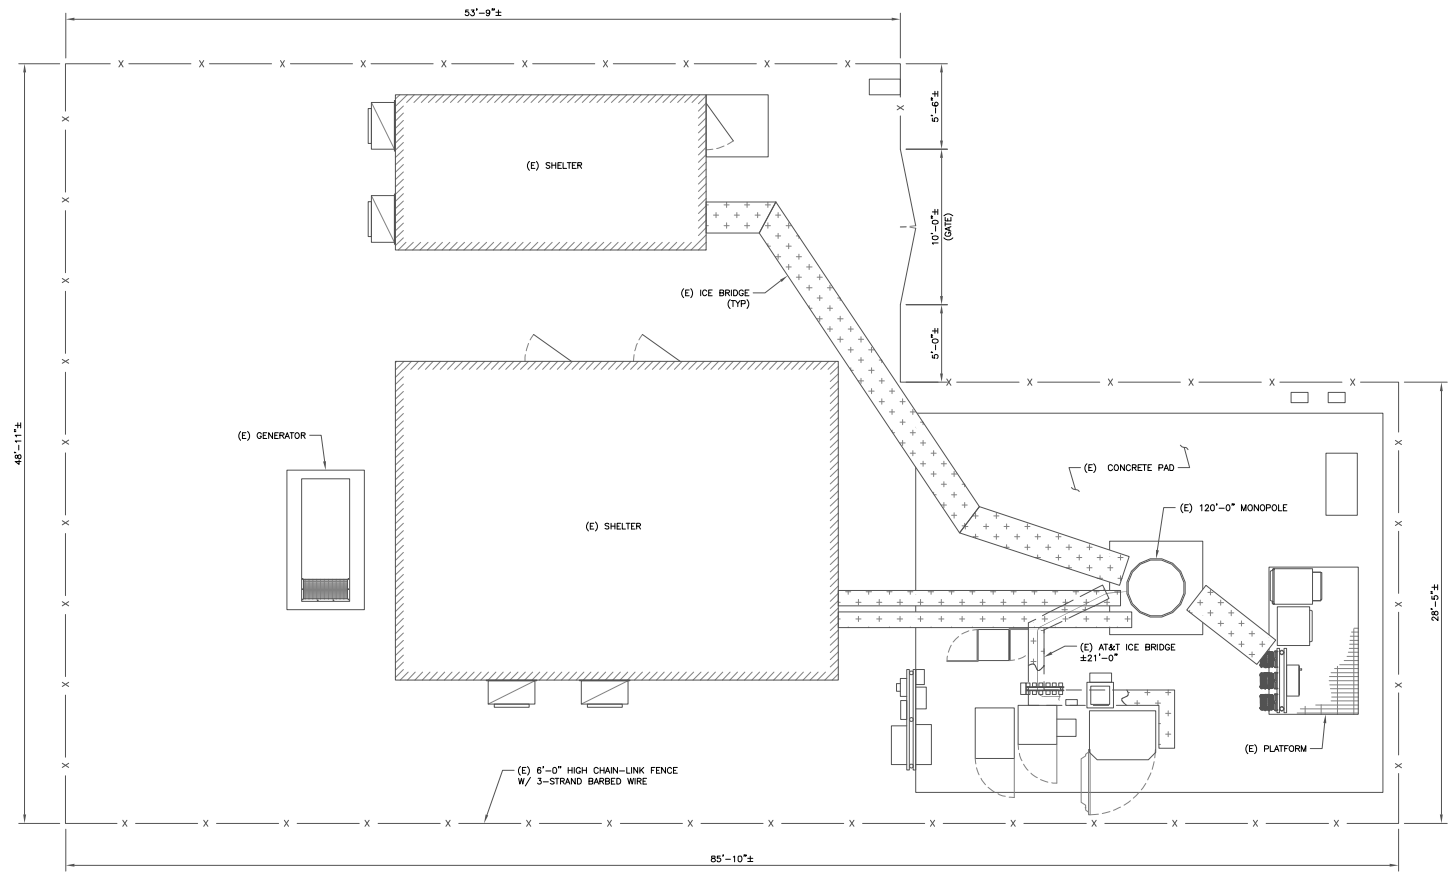 53'-9"±
5'-6"±
(E) SHELTER
10'-0"±
(GATE)
(E) ICE BRIDGE
(TYP)
5'-0"±
48'-11"±
(E) GENERATOR
(E) CONCRETE PAD
(E) 120'-0" MONOPOLE
(E) SHELTER
28'-5"±
(E) AT&T ICE BRIDGE
±21'-0"
(E) PLATFORM
(E) 6'-0" HIGH CHAIN-LINK FENCE
W/ 3-STRAND BARBED WIRE
85'-10"±